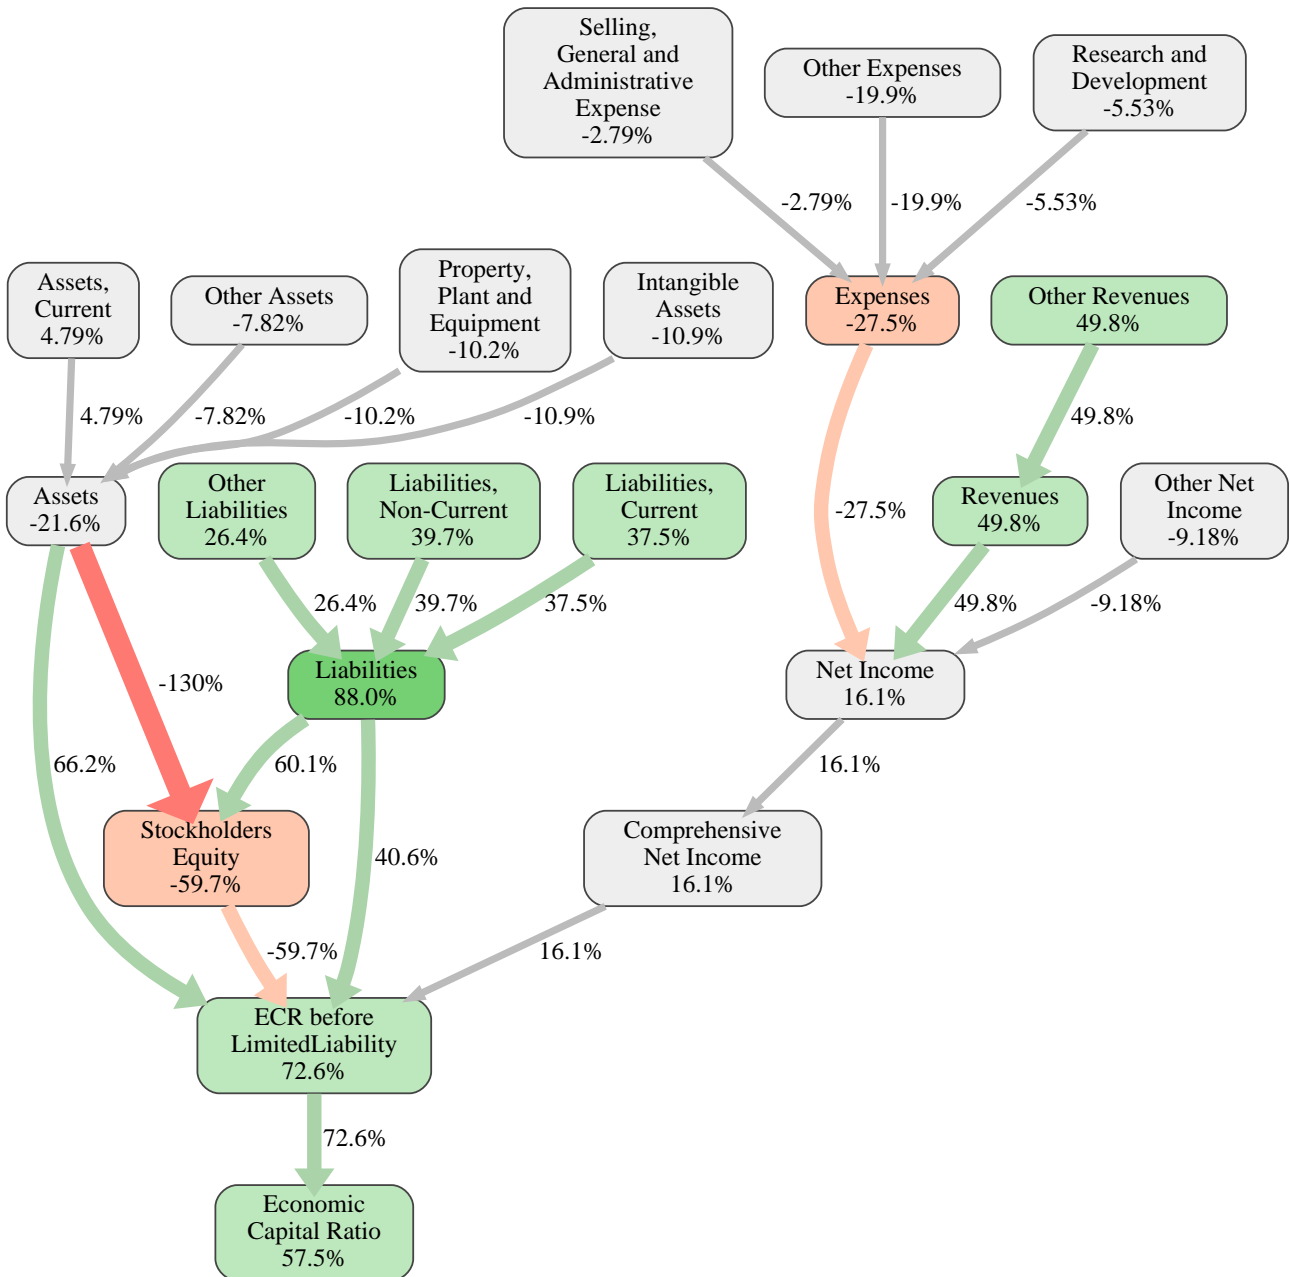 Selling,
General and
Administrative
Expense
-2.79%
Other Expenses
-19.9%
Research and
Development
-5.53%
-2.79%
-19.9%
-5.53%
Assets,
Current
4.79%
Other Assets
-7.82%
Property,
Plant and
Equipment
-10.2%
Intangible
Assets
-10.9%
Expenses
-27.5%
Other Revenues
49.8%
4.79%
-7.82%
-10.2%
-10.9%
49.8%
Assets
-21.6%
Other
Liabilities
26.4%
Liabilities,
Non-Current
39.7%
Liabilities,
Current
37.5%
-27.5%
Revenues
49.8%
Other Net
Income
-9.18%
26.4%
39.7%
37.5%
49.8%
-9.18%
Liabilities
88.0%
-130%
Net Income
16.1%
66.2%
60.1%
16.1%
Stockholders
Equity
-59.7%
40.6%
Comprehensive
Net Income
16.1%
-59.7%
16.1%
ECR before
LimitedLiability
72.6%
72.6%
Economic
Capital Ratio
57.5%